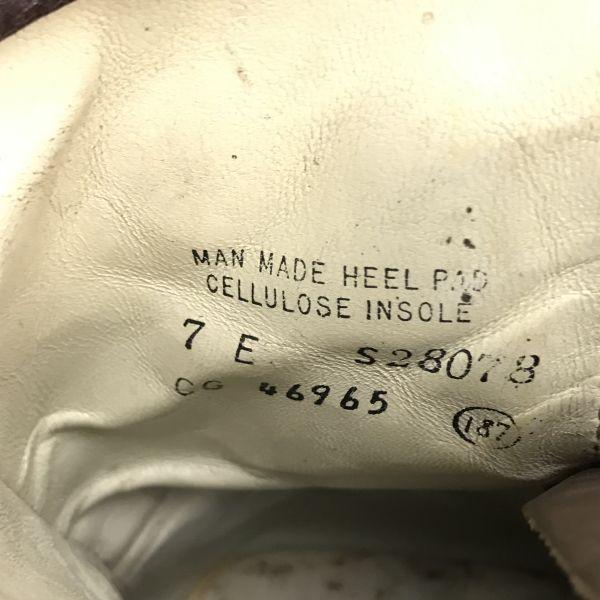 MAN MADE HEEL PAD
CELLULOSE INSOLE
7 E S28078
46965 187